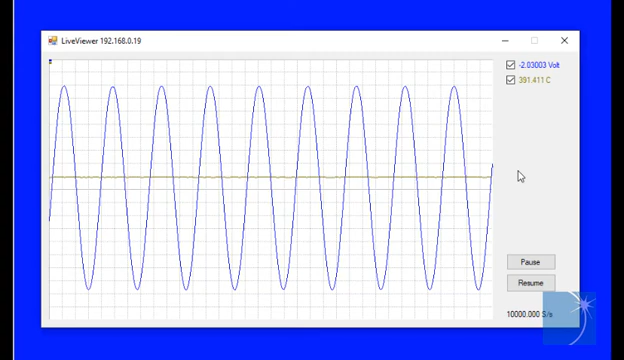 LiveViewer 192.168.0.19
-2.03003 Volt
391.411 C
Pause
Resume
10000.000 S/s